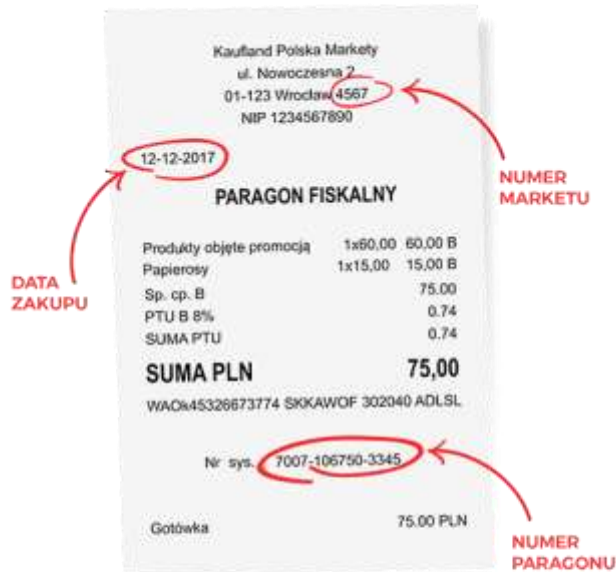 Kaufland Polska Markety
ul. Nowoczesna 2
01-123 Wrocław 4567
NIP 1234567890
NUMER
MARKETU
12-12-2017
DATA
ZAKUPU
PARAGON FISKALNY
Produkty objęte promocją 1x60,00 60,00 B
Papierosy 1x15,00 15,00 B
Sp. cp. B 75.00
PTU B 8% 0.74
SUMA PTU 0.74
SUMA PLN 75,00
WAOk45326673774 SKKAWOF 302040 ADLSL
Nr sys. 7007-106750-3345
NUMER
PARAGONU
Gotówka 75.00 PLN